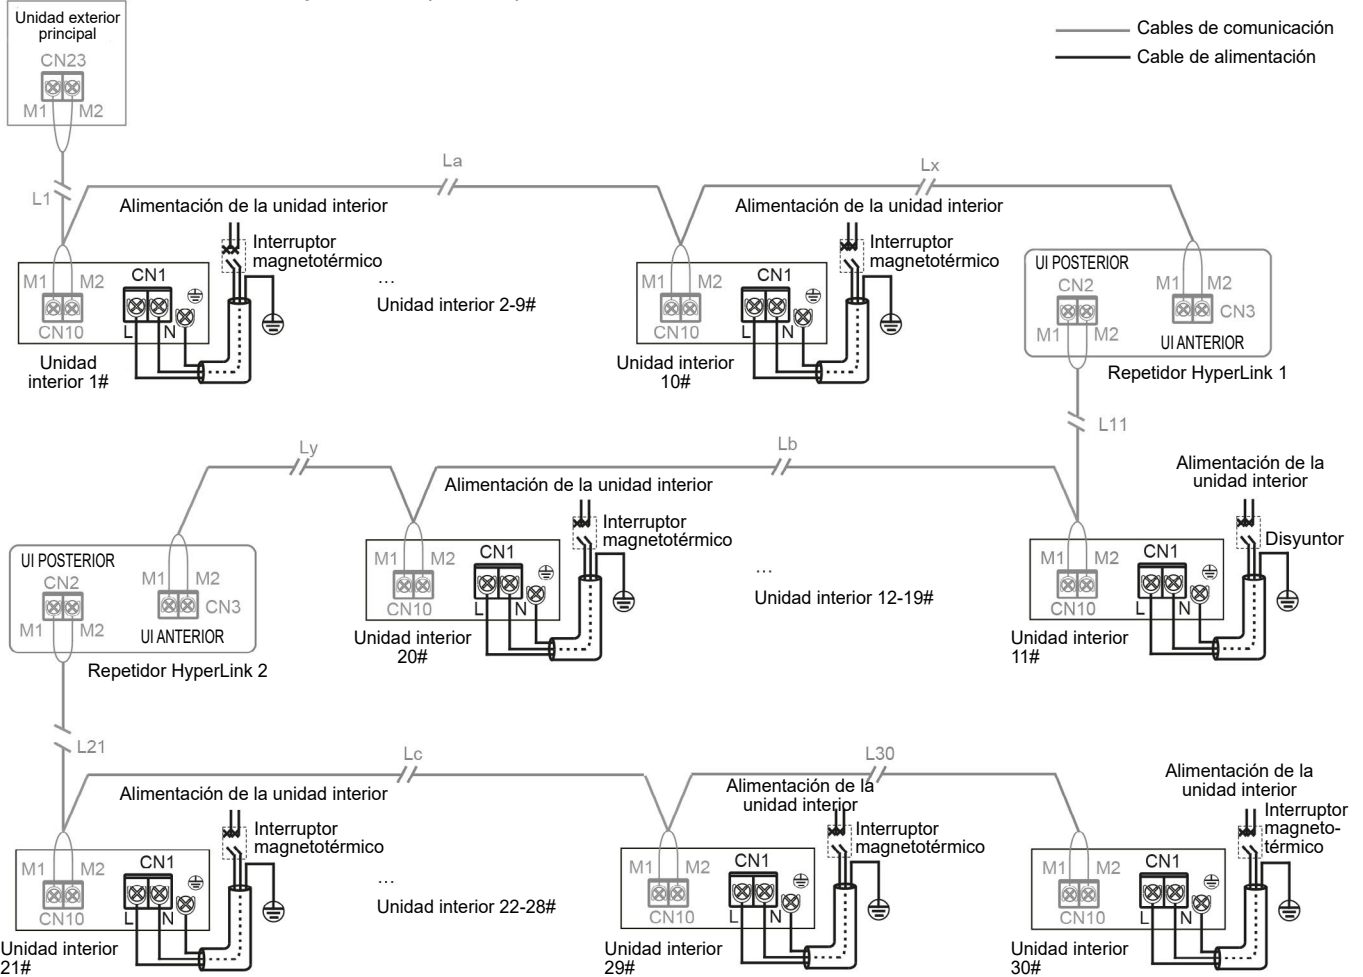 Unidad exterior
principal
CN23
M1 M2
Cables de comunicación
Cable de alimentación
L1
La
Lx
Alimentación de la unidad interior
Interruptor
magnetotérmico
M1 M2
CN1
CN10
L N
Unidad
interior 1#
...
Unidad interior 2-9#
Alimentación de la unidad interior
Interruptor
magnetotérmico
M1 M2
CN1
CN10
L N
Unidad interior
10#
UI POSTERIOR
CN2
M1 M2
M1 M2
CN3
UI ANTERIOR
Repetidor HyperLink 1
L11
Ly
Lb
UI POSTERIOR
CN2
M1 M2
M1 M2
CN3
UI ANTERIOR
Repetidor HyperLink 2
Alimentación de la unidad interior
Interruptor
magnetotérmico
M1 M2
CN1
CN10
L N
Unidad interior
20#
...
Unidad interior 12-19#
Alimentación de la
unidad interior
Disyuntor
M1 M2
CN1
CN10
L N
Unidad interior
11#
L21
Lc
L30
Alimentación de la unidad interior
Interruptor
magnetotérmico
M1 M2
CN1
CN10
L N
Unidad interior
21#
...
Unidad interior 22-28#
Alimentación de la
unidad interior
Interruptor
magnetotérmico
M1 M2
CN1
CN10
L N
Unidad interior
29#
Alimentación de la
unidad interior
Interruptor
magneto-
térmico
M1 M2
CN1
CN10
L N
Unidad interior
30#